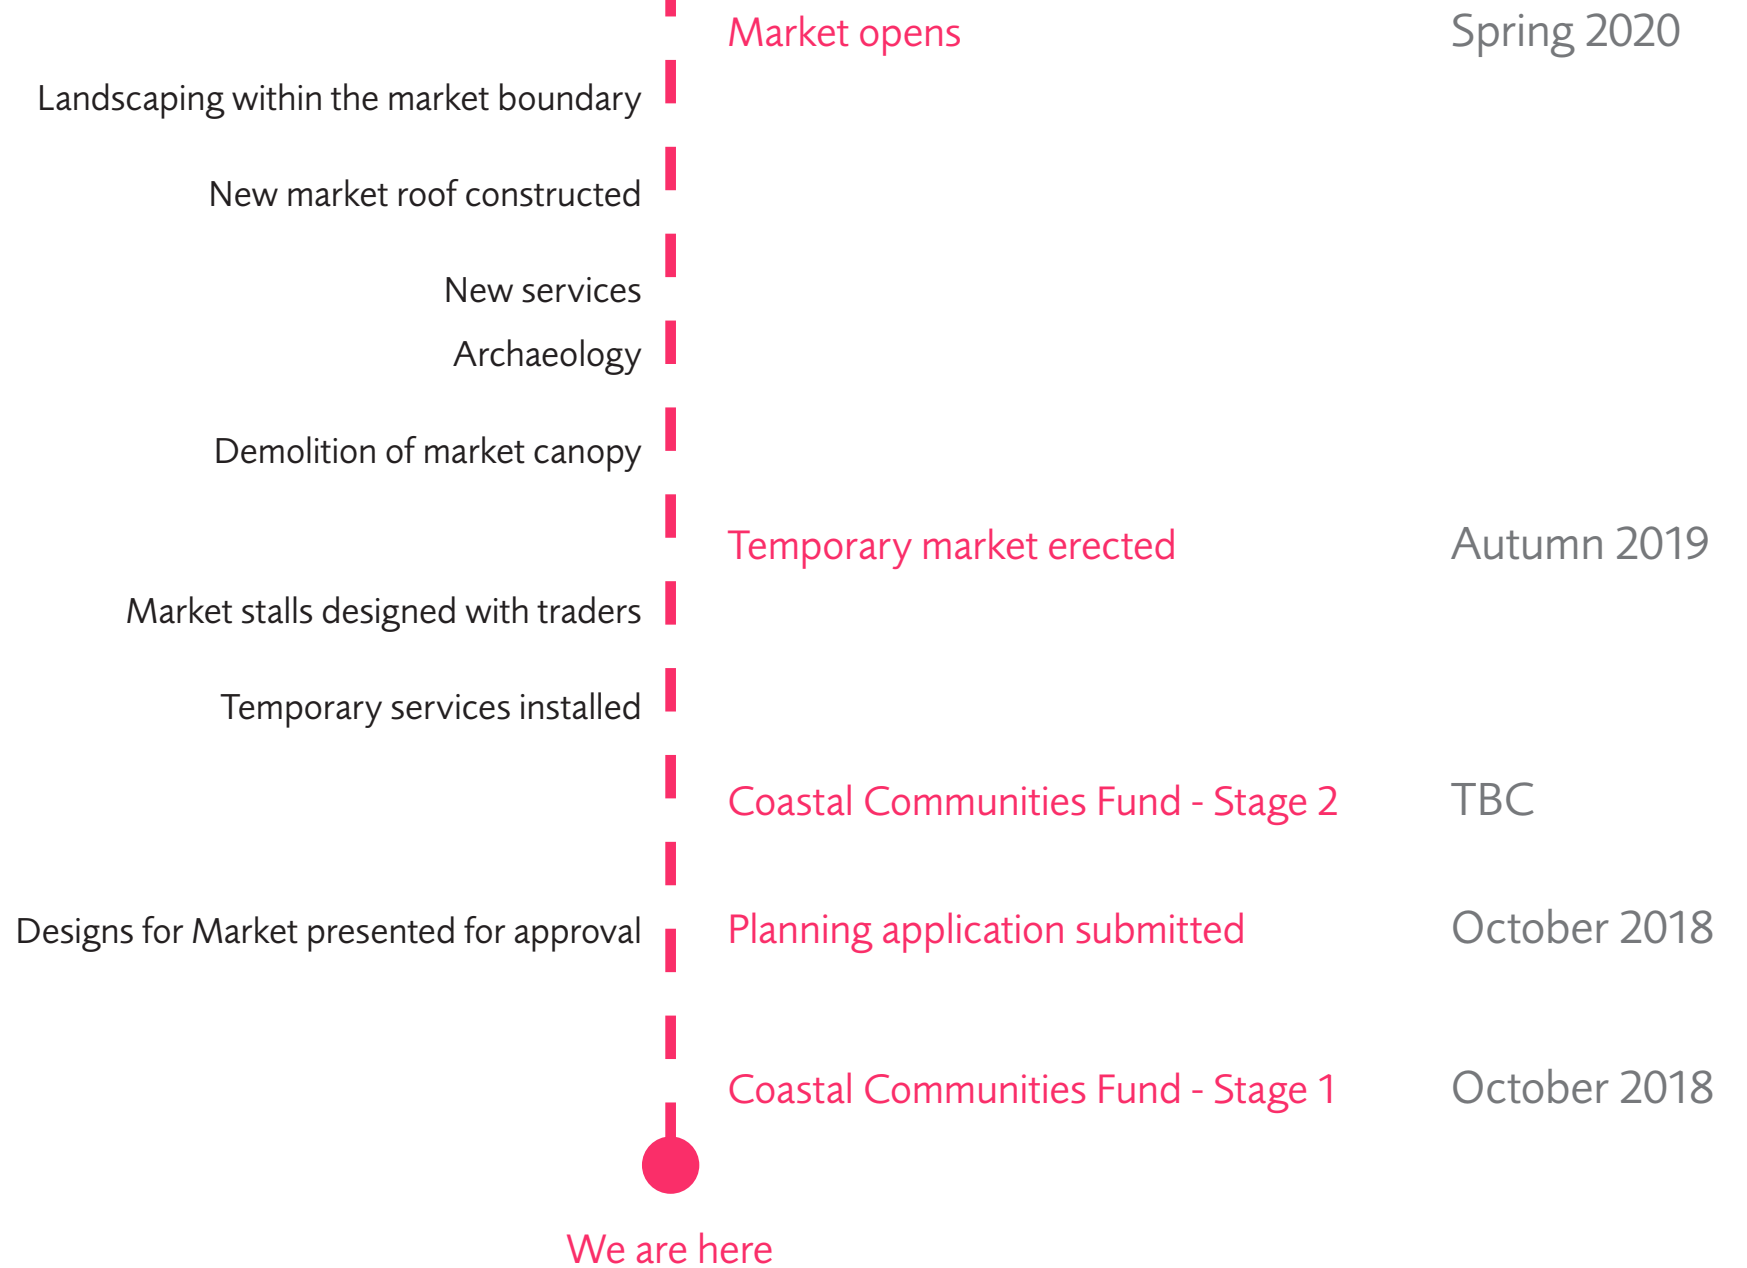 Market opens Spring 2020
Landscaping within the market boundary
New market roof constructed
New services
Archaeology
Demolition of market canopy
Temporary market erected Autumn 2019
Market stalls designed with traders
Temporary services installed
Coastal Communities Fund - Stage 2 TBC
Designs for Market presented for approval Planning application submitted October 2018
Coastal Communities Fund - Stage 1 October 2018
We are here